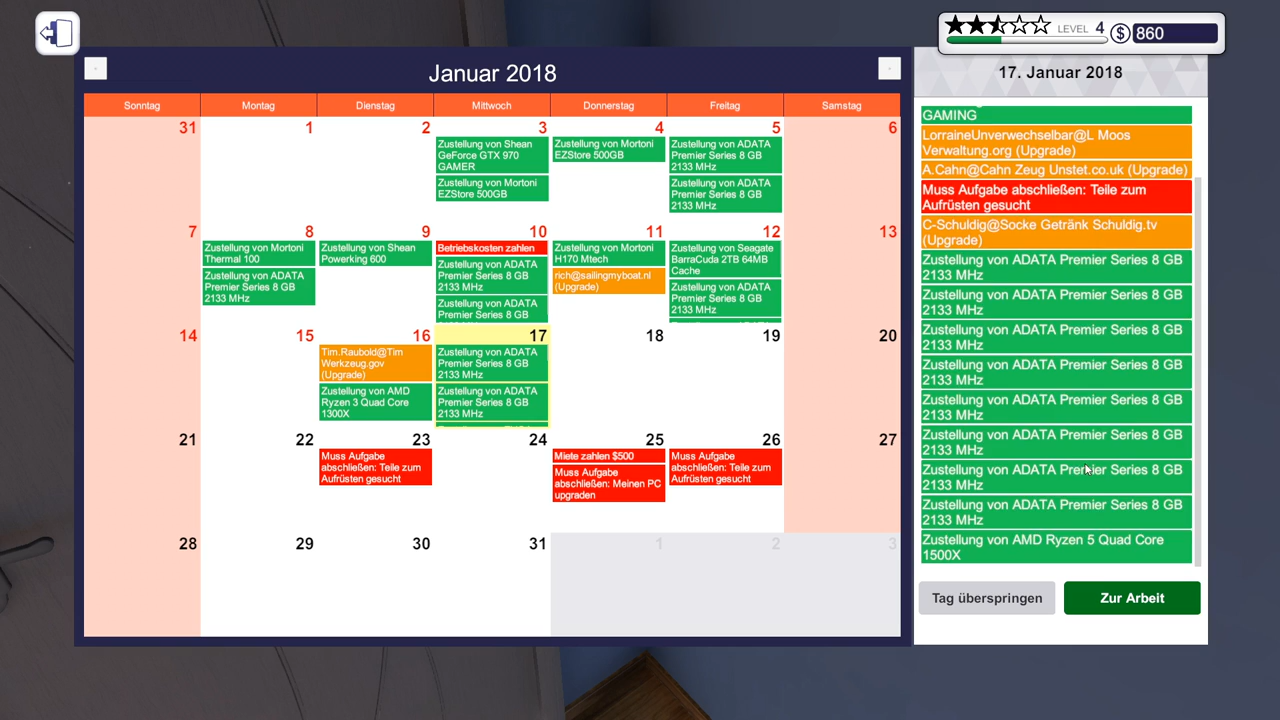 LEVEL 4
$ 860
Januar 2018
Sonntag Montag Dienstag Mittwoch Donnerstag Freitag Samstag
31 1 2 3 4 5 6
Zustellung von Shean
GeForce GTX 970
GAMER
Zustellung von Mortoni
EZStore 500GB
Zustellung von Mortoni
EZStore 500GB
Zustellung von ADATA
Premier Series 8 GB
2133 MHz
Zustellung von ADATA
Premier Series 8 GB
2133 MHz
7 8 9 10 11 12 13
Zustellung von Mortoni
Thermal 100
Zustellung von ADATA
Premier Series 8 GB
2133 MHz
Zustellung von Shean
Powerking 600
Betriebskosten zahlen
Zustellung von ADATA
Premier Series 8 GB
2133 MHz
Zustellung von ADATA
Premier Series 8 GB
Zustellung von Mortoni
H170 Mtech
rich@sailingmyboat.nl
(Upgrade)
Zustellung von Seagate
BarraCuda 2TB 64MB
Cache
Zustellung von ADATA
Premier Series 8 GB
2133 MHz
14 15 16 17 18 19 20
Tim.Raubold@Tim
Werkzeug.gov
(Upgrade)
Zustellung von AMD
Ryzen 3 Quad Core
1300X
Zustellung von ADATA
Premier Series 8 GB
2133 MHz
Zustellung von ADATA
Premier Series 8 GB
2133 MHz
21 22 23 24 25 26 27
Muss Aufgabe
abschließen: Teile zum
Aufrüsten gesucht
Miete zahlen $500
Muss Aufgabe
abschließen: Meinen PC
upgraden
Muss Aufgabe
abschließen: Teile zum
Aufrüsten gesucht
28 29 30 31 1 2 3
17. Januar 2018
GAMING
LorraineUnverwechselbar@L Moos
Verwaltung.org (Upgrade)
A.Cahn@Cahn Zeug Unstet.co.uk (Upgrade)
Muss Aufgabe abschließen: Teile zum
Aufrüsten gesucht
C-Schuldig@Socke Getränk Schuldig.tv
(Upgrade)
Zustellung von ADATA Premier Series 8 GB
2133 MHz
Zustellung von ADATA Premier Series 8 GB
2133 MHz
Zustellung von ADATA Premier Series 8 GB
2133 MHz
Zustellung von ADATA Premier Series 8 GB
2133 MHz
Zustellung von ADATA Premier Series 8 GB
2133 MHz
Zustellung von ADATA Premier Series 8 GB
2133 MHz
Zustellung von ADATA Premier Series 8 GB
2133 MHz
Zustellung von ADATA Premier Series 8 GB
2133 MHz
Zustellung von AMD Ryzen 5 Quad Core
1500X
Tag überspringen
Zur Arbeit